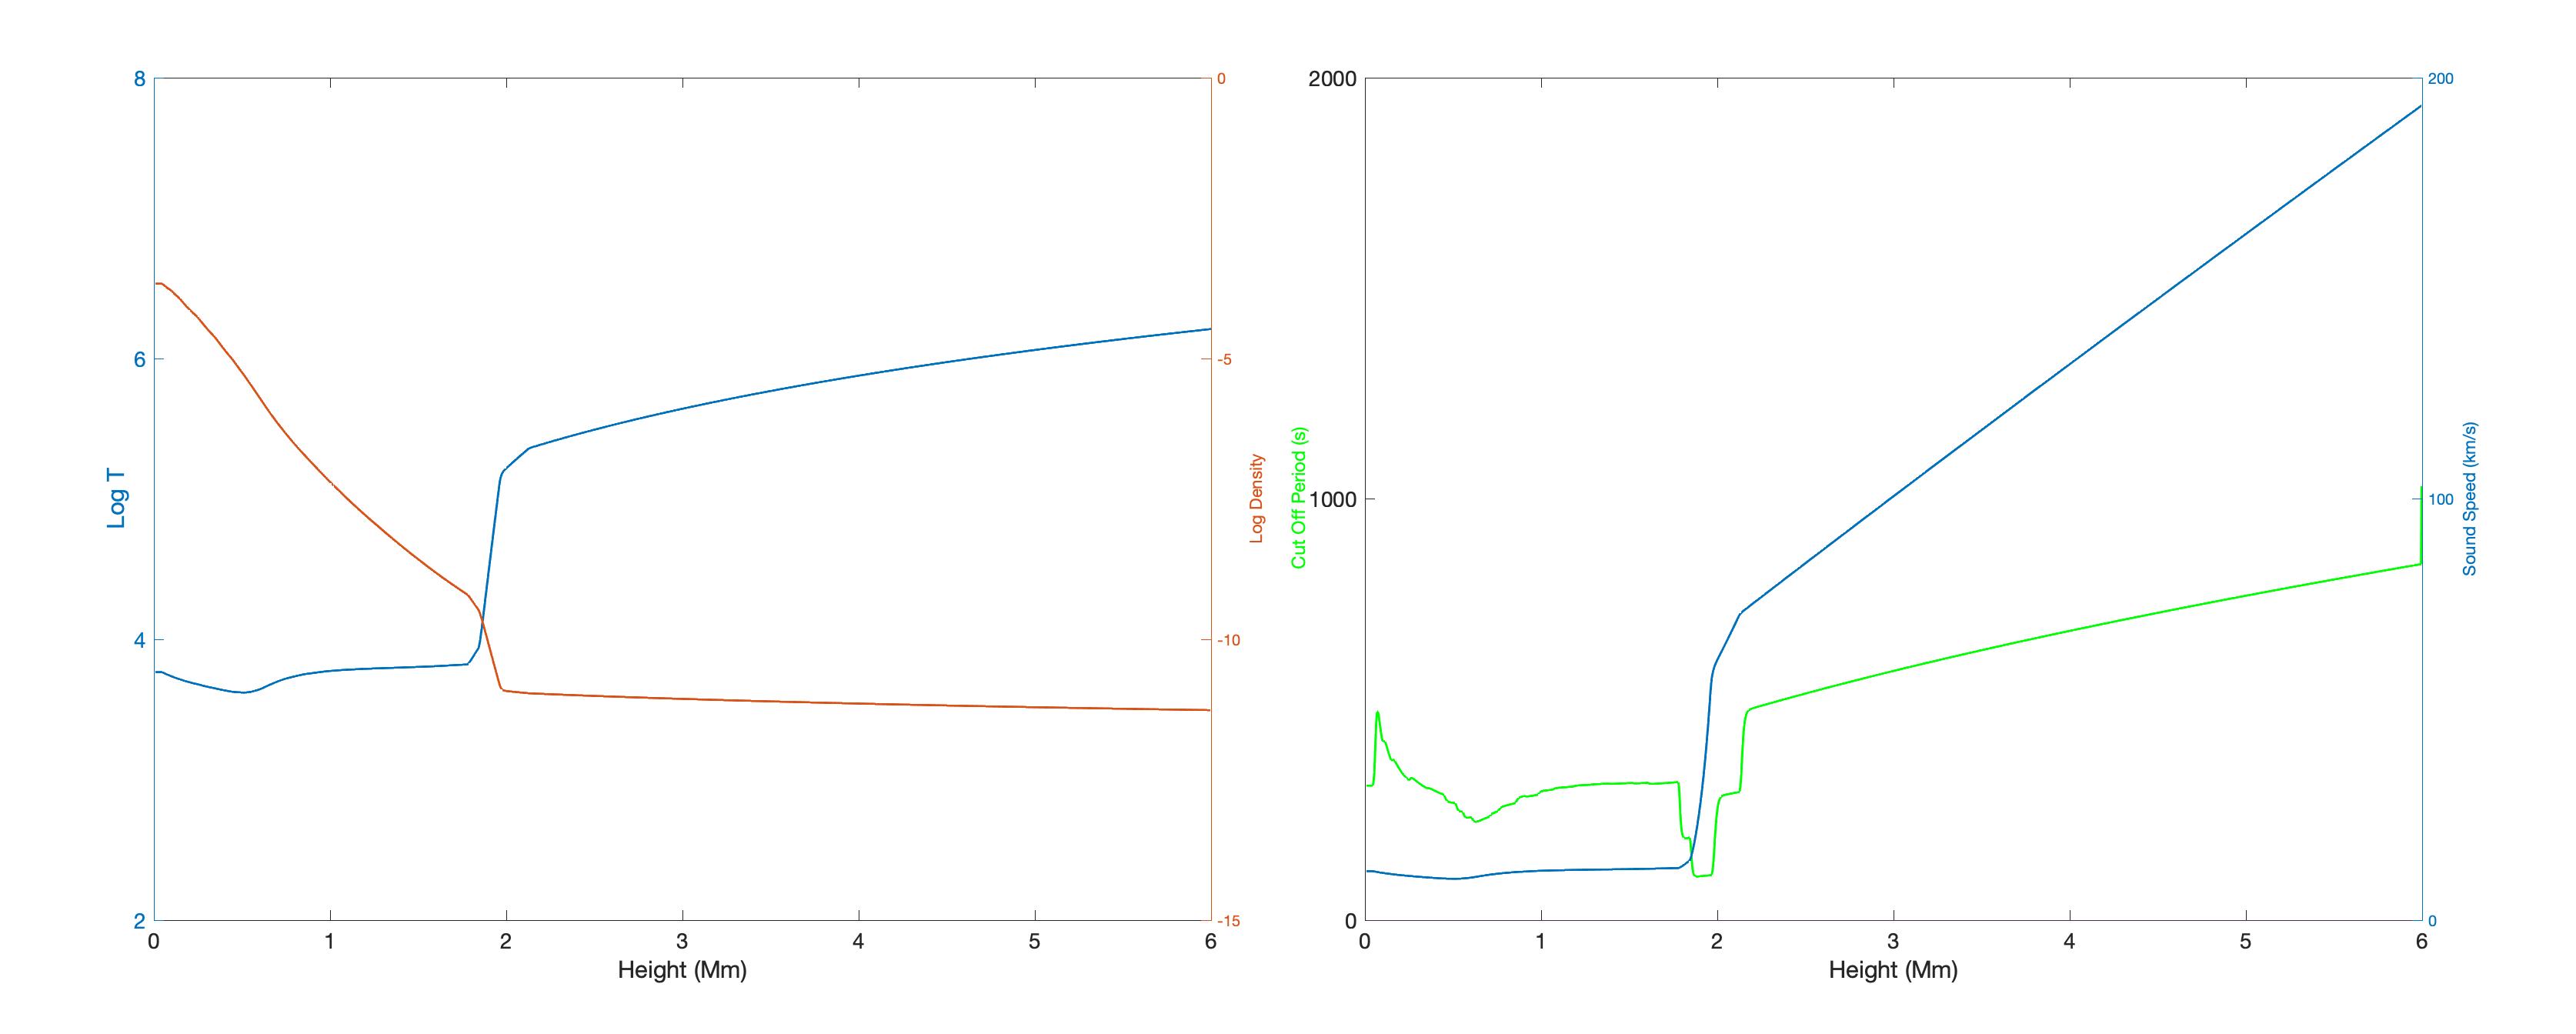 8
6
4
2
Log T
0
-5
-10
-15
Log Density
0 1 2 3 4 5 6
Height (Mm)
2000
1000
0
Cut Off Period (s)
200
100
0
Sound Speed (km/s)
0 1 2 3 4 5 6
Height (Mm)